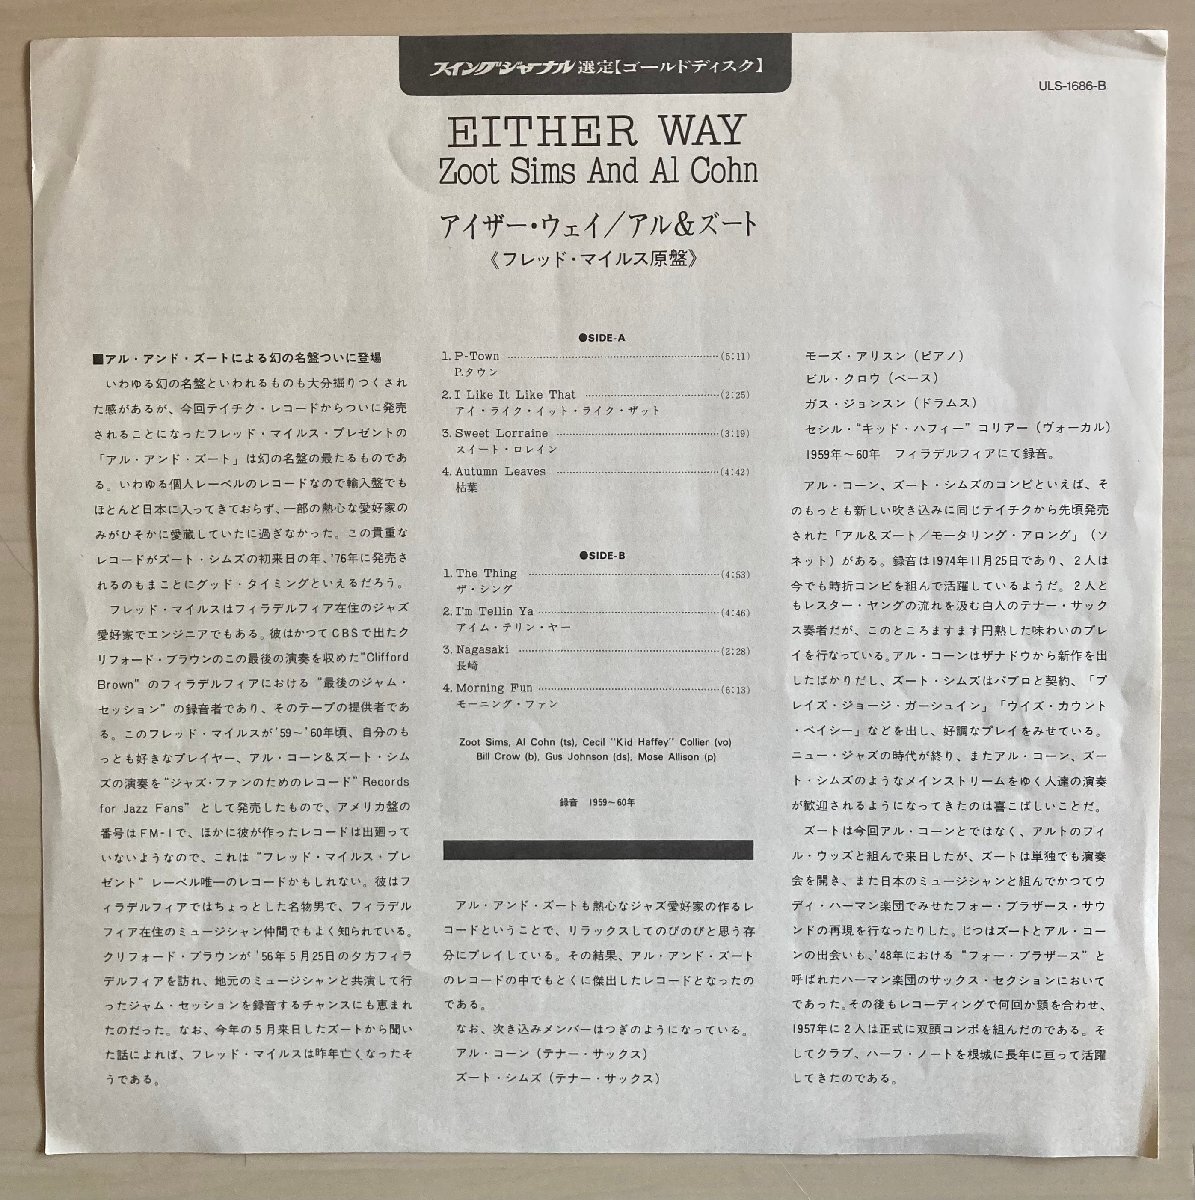 スイングジャーナル選定【ゴールドディスク】
ULS-1686-B
EITHER WAY
Zoot Sims And Al Cohn
アイザー・ウェイ/アル&ズート
《フレッド・マイルス原盤》
■アル・アンド・ズートによる幻の名盤ついに登場
いわゆる幻の名盤といわれるものも大分掘りつくされ
た感があるが、今回テイチク・レコードからついに発売
されることになったフレッド・マイルス・プレゼントの
「アル・アンド・ズート」は幻の名盤の最たるものであ
る。いわゆる個人レーベルのレコードなので輸入盤でも
ほとんど日本に入ってきておらず、一部の熱心な愛好家の
みがひそかに愛蔵していたに過ぎなかった。この貴重な
レコードがズート・シムズの初来日の年、'76年に発売さ
れるのもまことにグッド・タイミングといえるだろう。
フレッド・マイルスはフィラデルフィア在住のジャズ
愛好家でエンジニアでもある。彼はかつてCBSで出たク
リフォード・ブラウンのこの最後の演奏を収めた"Clifford
Brown"のフィラデルフィアにおける"最後のジャム・
セッション"の録音者であり、そのテープの提供者であ
る。このフレッド・マイルスが'59〜'60年頃、自分のも
っとも好きなプレイヤー、アル・コーン&ズート・シム
ズの演奏を"ジャズ・ファンのためのレコード"Records
for Jazz Fans"として発売したもので、アメリカ盤の
番号はFM-1で、ほかに彼が作ったレコードは出廻って
いないようなので、これは"フレッド・マイルス・プレ
ゼント"レーベル唯一のレコードかもしれない。彼はフ
ィラデルフィアではちょっとした名物男で、フィラデル
フィア在住のミュージシャン仲間でもよく知られている。
クリフォード・ブラウンが'56年5月25日の夕方フィラ
デルフィアを訪れ、地元のミュージシャンと共演して行
ったジャム・セッションを録音するチャンスにも恵まれ
たのだった。なお、今年の5月来日したズートから聞い
た話によれば、フレッド・マイルスは昨年亡くなったそ
うである。
●SIDE-A
1. P-Town (5:11)
P.タウン
2. I Like It Like That (2:25)
アイ・ライク・イット・ライク・ザット
3. Sweet Lorraine (3:19)
スイート・ロレイン
4. Autumn Leaves (4:42)
枯葉
●SIDE-B
1. The Thing (4:53)
ザ・シング
2. I'm Tellin Ya (4:46)
アイム・テリン・ヤー
3. Nagasaki (2:28)
長崎
4. Morning Fun (6:13)
モーニング・ファン
Zoot Sims, Al Cohn (ts), Cecil "Kid Haffey" Collier (vo)
Bill Crow (b), Gus Johnson (ds), Mose Allison (p)
録音 1959〜60年
アル・アンド・ズートも熱心なジャズ愛好家の作るレ
コードということで、リラックスしてのびのびと思う存
分にプレイしている。その結果、アル・アンド・ズート
のレコードの中でもとくに傑出したレコードとなったの
である。
なお、次き込みメンバーはつぎのようになっている。
アル・コーン(テナー・サックス)
ズート・シムズ(テナー・サックス)
モーズ・アリスン(ピアノ)
ビル・クロウ(ベース)
ガス・ジョンスン(ドラムス)
セシル・"キッド・ハフィー"コリアー(ヴォーカル)
1959年〜60年 フィラデルフィアにて録音。
アル・コーン、ズート・シムズのコンビといえば、そ
のもっとも新しい吹き込みに同じテイチクから先頃発売
された「アル&ズート/モータリング・アロング」(ソ
ネット)がある。録音は1974年11月25日であり、2人は
今でも時折コンビを組んで活躍しているようだ。2人と
もレスター・ヤングの流れを汲む白人のテナー・サック
ス奏者だが、このところますます円熟した味わいのプレ
イを行なっている。アル・コーンはザナドウから新作を出
したばかりだし、ズート・シムズはパブロと契約、「プ
レイズ・ジョージ・ガーシュイン」「ウイズ・カウント
・ベイシー」などを出し、好調なプレイをみせている。
ニュー・ジャズの時代が終り、またアル・コーン、ズー
ト・シムズのようなメインストリームをゆく人達の演奏
が歓迎されるようになってきたのは喜こばしいことだ。
ズートは今回アル・コーンとではなく、アルトのフィ
ル・ウッズと組んで来日したが、ズートは単独でも演奏
会を開き、また日本のミュージシャンと組んでかつてウ
ディ・ハーマン楽団でみせたフォー・ブラザース・サウ
ンドの再現を行なったりした。じつはズートとアル・コー
ンの出会いも、'48年における"フォー・ブラザース"と
呼ばれたハーマン楽団のサックス・セクションにおいて
であった。その後もレコーディングで何回か顔を合わせ、
1957年に2人は正式に双頭コンボを組んだのである。そ
してクラブ、ハーフ・ノートを根城に長年に亘って活躍
してきたのである。